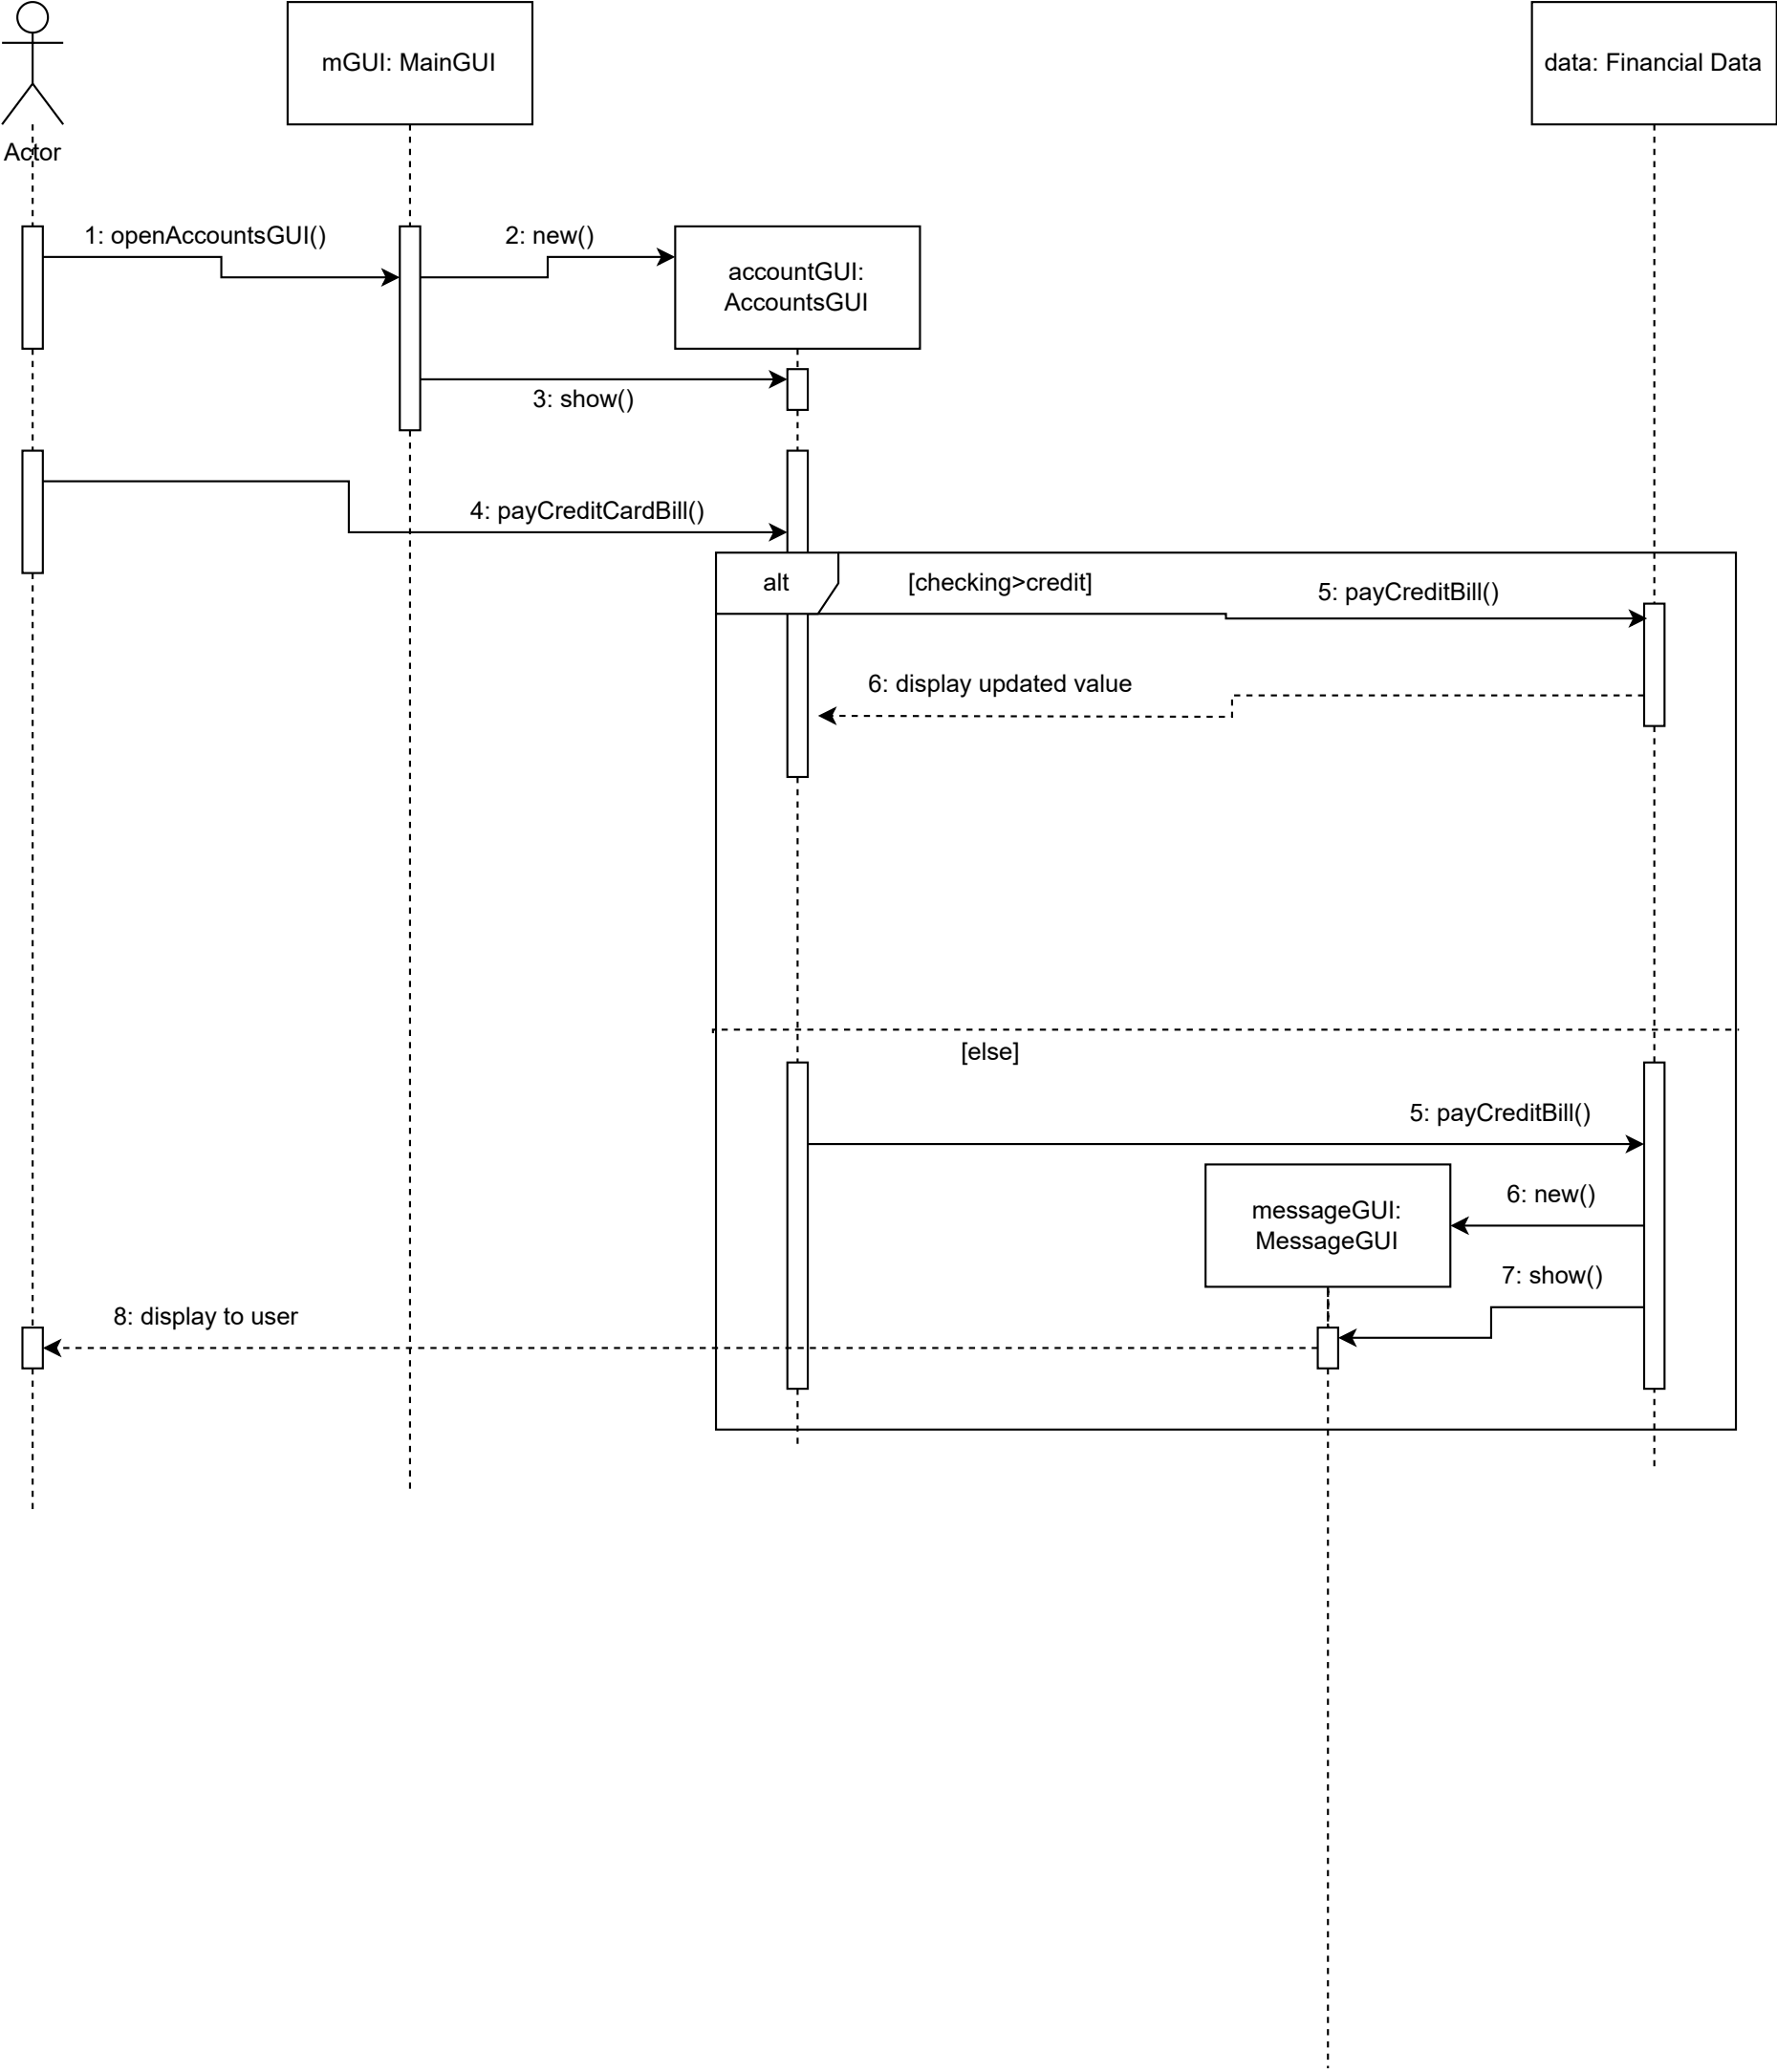 mGUI: MainGUI
data: Financial Data
Actor
1: openAccountsGUI()
2: new()
accountGUI:
AccountsGUI
3: show()
4: payCreditCardBill()
alt
[checking>credit]
5: payCreditBill()
6: display updated value
[else]
5: payCreditBill()
messageGUI:
MessageGUI
6: new()
7: show()
8: display to user